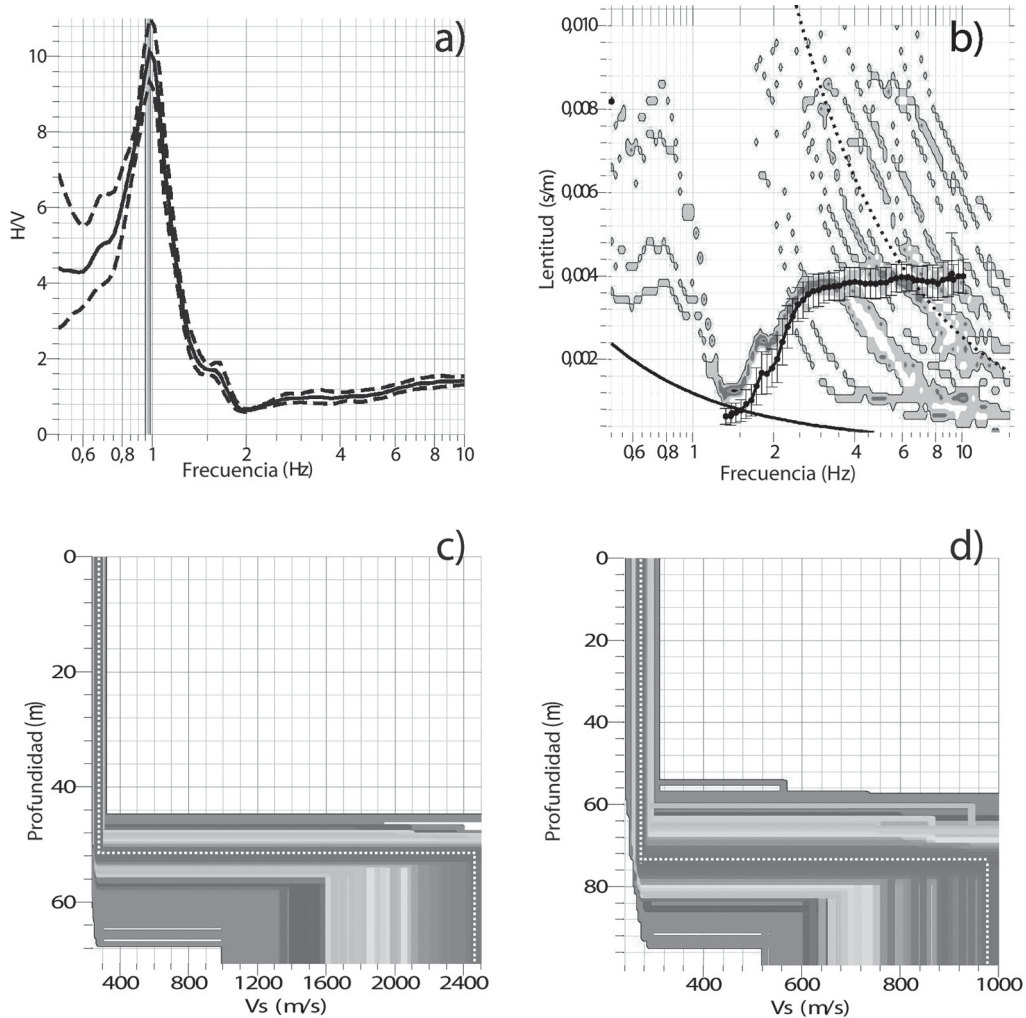 a)
10
8
6
4
2
0
H/V
0,6 0,8 1 2 4 6 8 10
Frecuencia (Hz)
b)
0,010
0,008
0,006
0,004
0,002
Lentitud (s/m)
0,6 0,8 1 2 4 6 8 10
Frecuencia (Hz)
c)
0
20
40
60
Profundidad (m)
400 800 1200 1600 2000 2400
Vs (m/s)
d)
0
20
40
60
80
Profundidad (m)
400 600 800 1000
Vs (m/s)